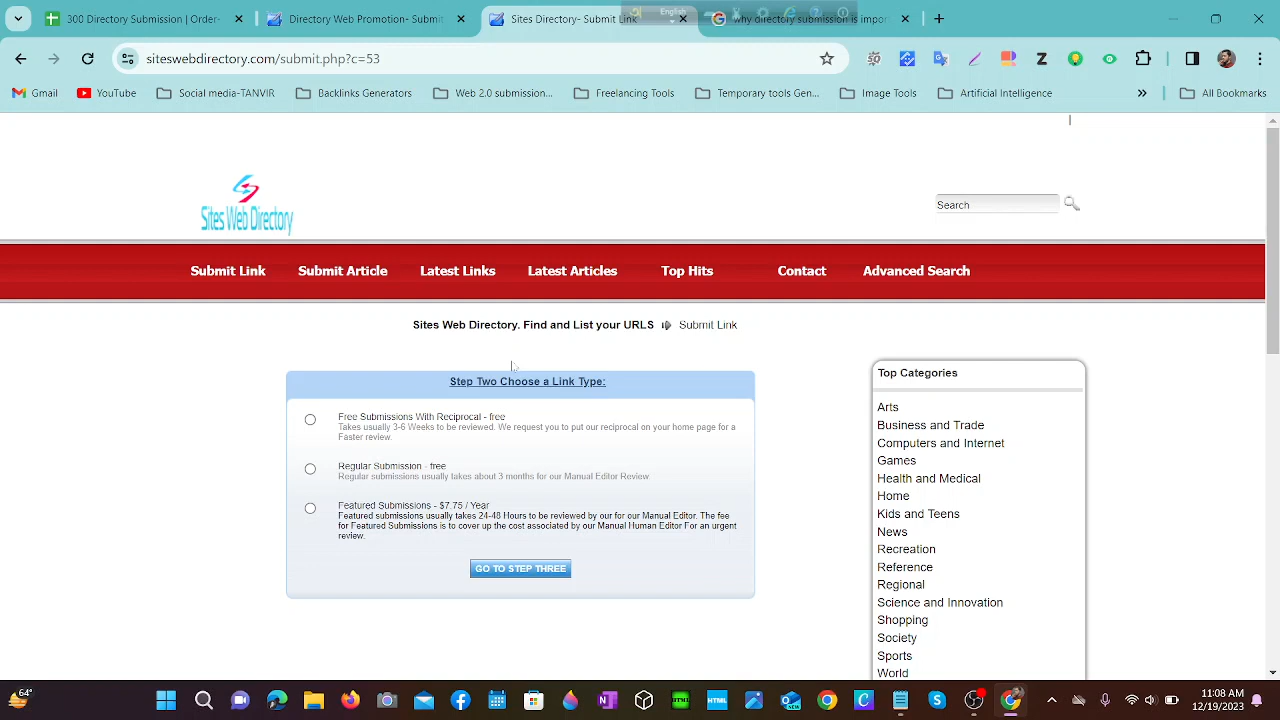 English
300 Directory Submission | Sites-
Directory Web Promotion - Submit
Sites Directory- Submit Link
why directory submission is impor
siteswebdirectory.com/submit.php?c=53
Gmail
YouTube
Social media-TANVIR
Backlinks Generators
Web 2.0 submission...
Freelancing Tools
Temporary tools Gen...
Image Tools
Artificial Intelligence
All Bookmarks
Sites Web Directory
Search
Submit Link
Submit Article
Latest Links
Latest Articles
Top Hits
Contact
Advanced Search
Sites Web Directory. Find and List your URLS
Submit Link
Step Two Choose a Link Type:
Free Submissions With Reciprocal - free
Takes usually 3-6 Weeks to be reviewed. We request you to put our reciprocal on your home page for a
Faster review.
Regular Submission - free
Regular submissions usually takes about 3 months for our Manual Editor Review.
Featured Submissions - $7.75 / Year
Featured submissions usually takes 24-48 Hours to be reviewed by our for our Manual Editor. The fee
for Featured Submissions is to cover up the cost associated by our Manual Human Editor For an urgent
review.
GO TO STEP THREE
Top Categories
Arts
Business and Trade
Computers and Internet
Games
Health and Medical
Home
Kids and Teens
News
Recreation
Reference
Regional
Science and Innovation
Shopping
Society
Sports
World
64°
11:08 AM
12/19/2023